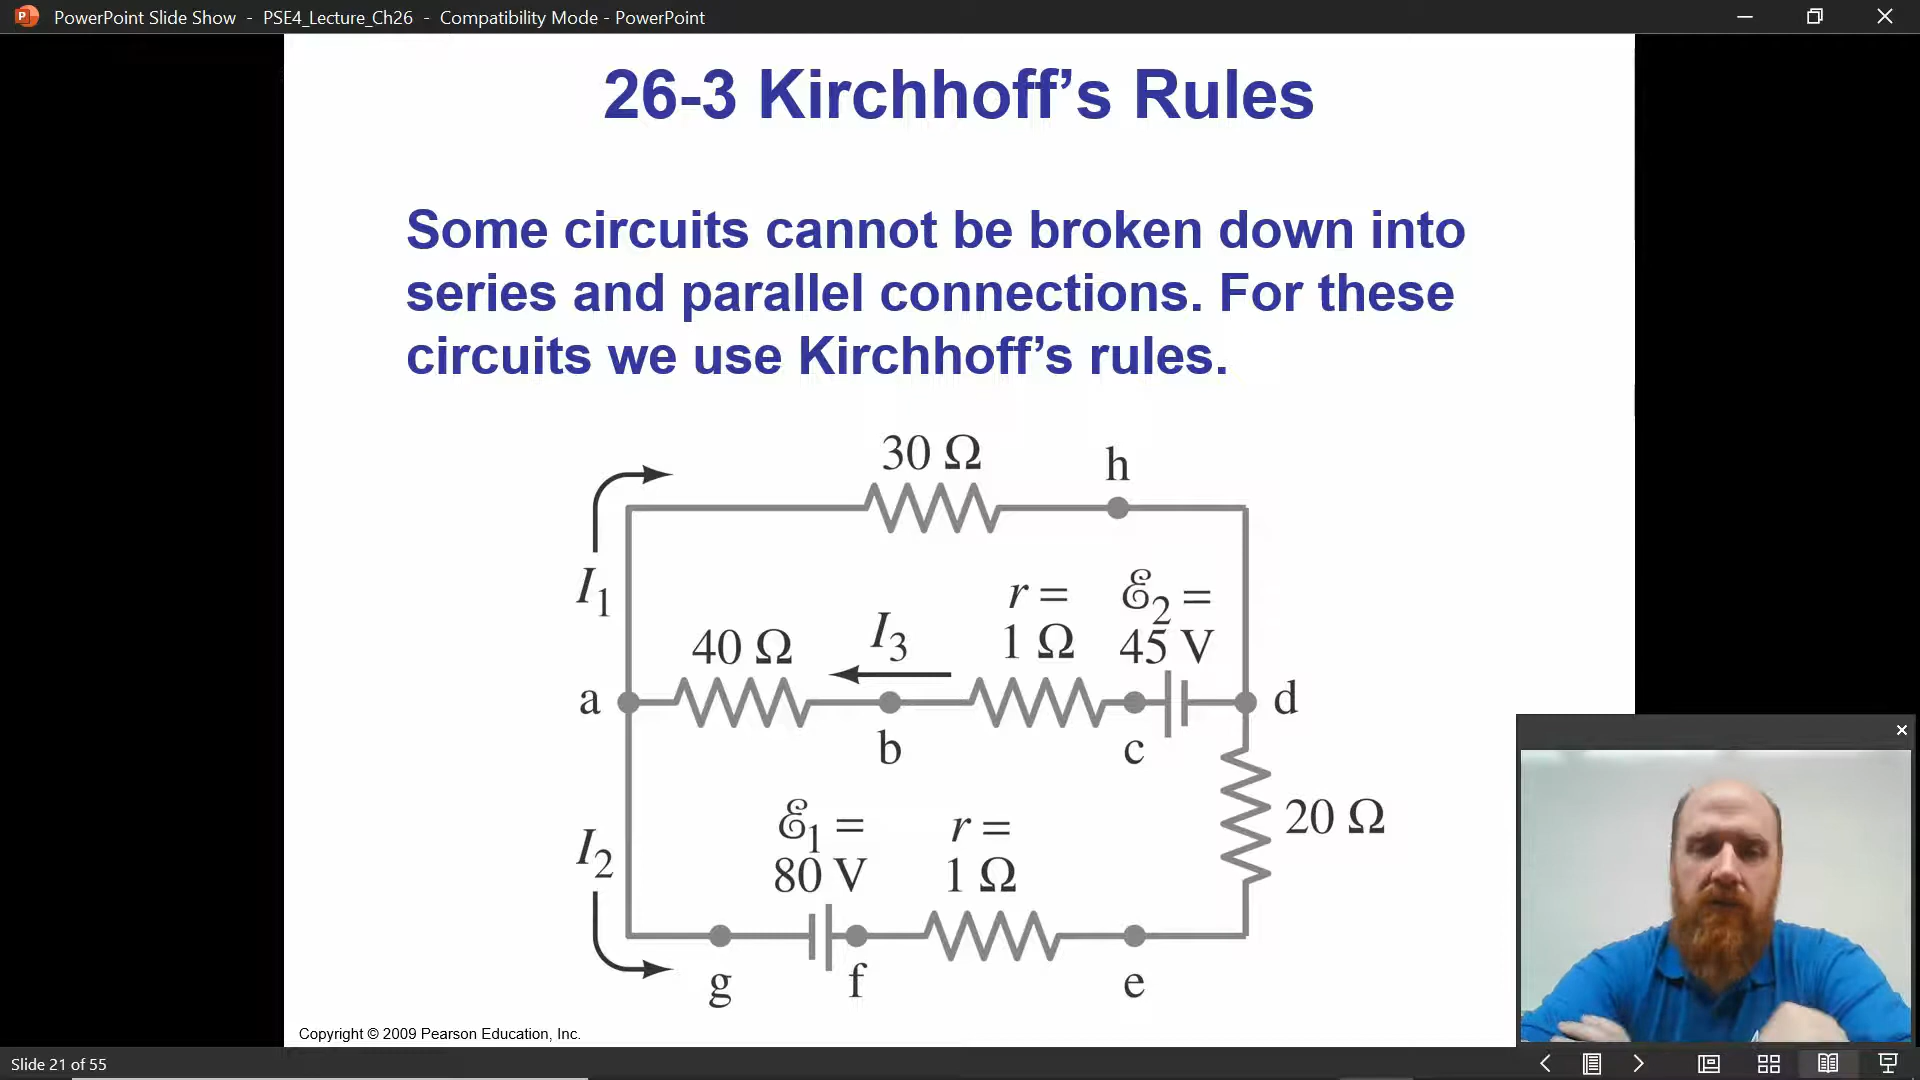 PowerPoint Slide Show - PSE4_Lecture_Ch26 - Compatibility Mode - PowerPoint
26-3 Kirchhoff's Rules
Some circuits cannot be broken down into
series and parallel connections. For these
circuits we use Kirchhoff's rules.
30 Ω
h
I₁
r =
1 Ω
ℰ₂ =
45 V
40 Ω
I₃
a
b
c
d
20 Ω
I₂
ℰ₁ =
80 V
r =
1 Ω
g
f
e
Copyright © 2009 Pearson Education, Inc.
Slide 21 of 55